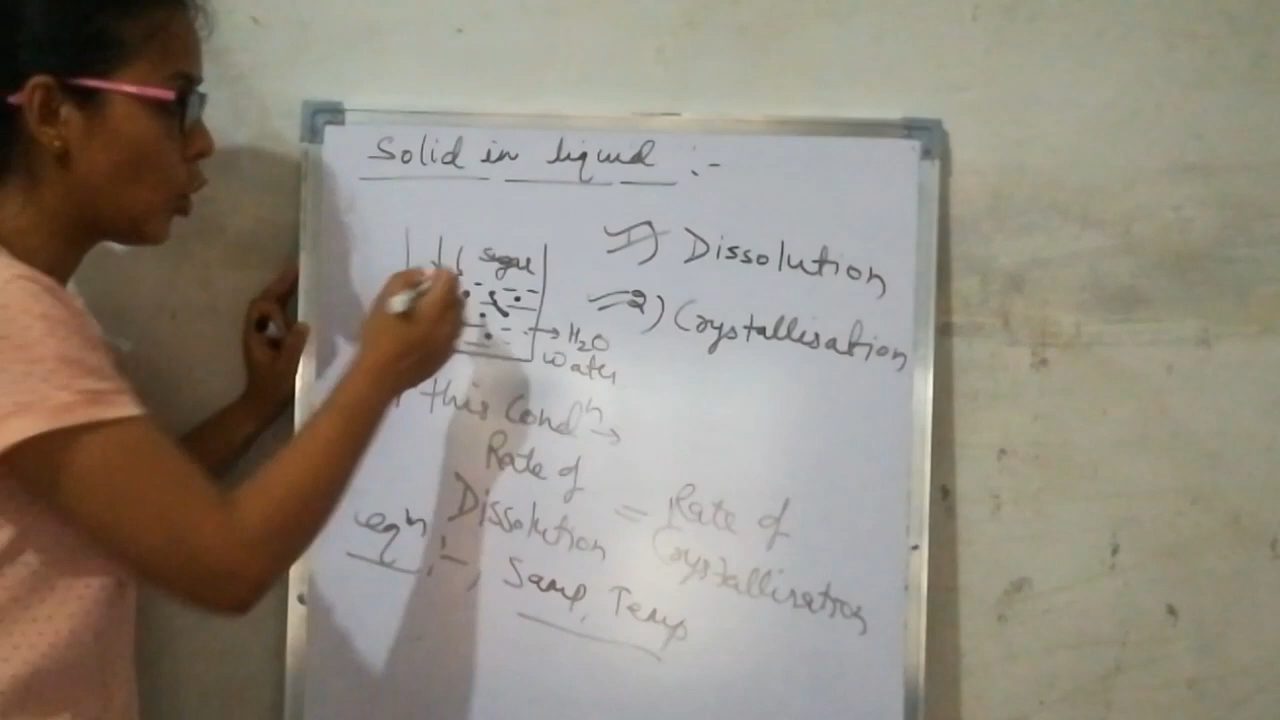 Solid in liquid :-
sugar
1) Dissolution
2) Crystallisation
→ H2O
water
this Condⁿ →
Rate of
Dissolution = Rate of
Crystallisation
eqⁿ :-, Same Temp